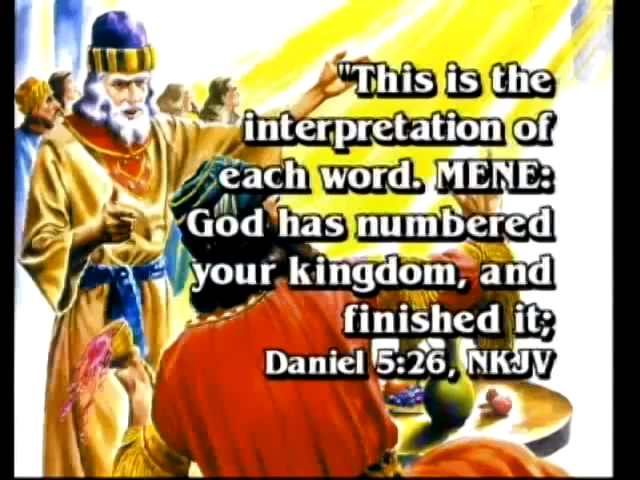 "This is the
interpretation of
each word. MENE:
God has numbered
your kingdom, and
finished it;
Daniel 5:26, NKJV